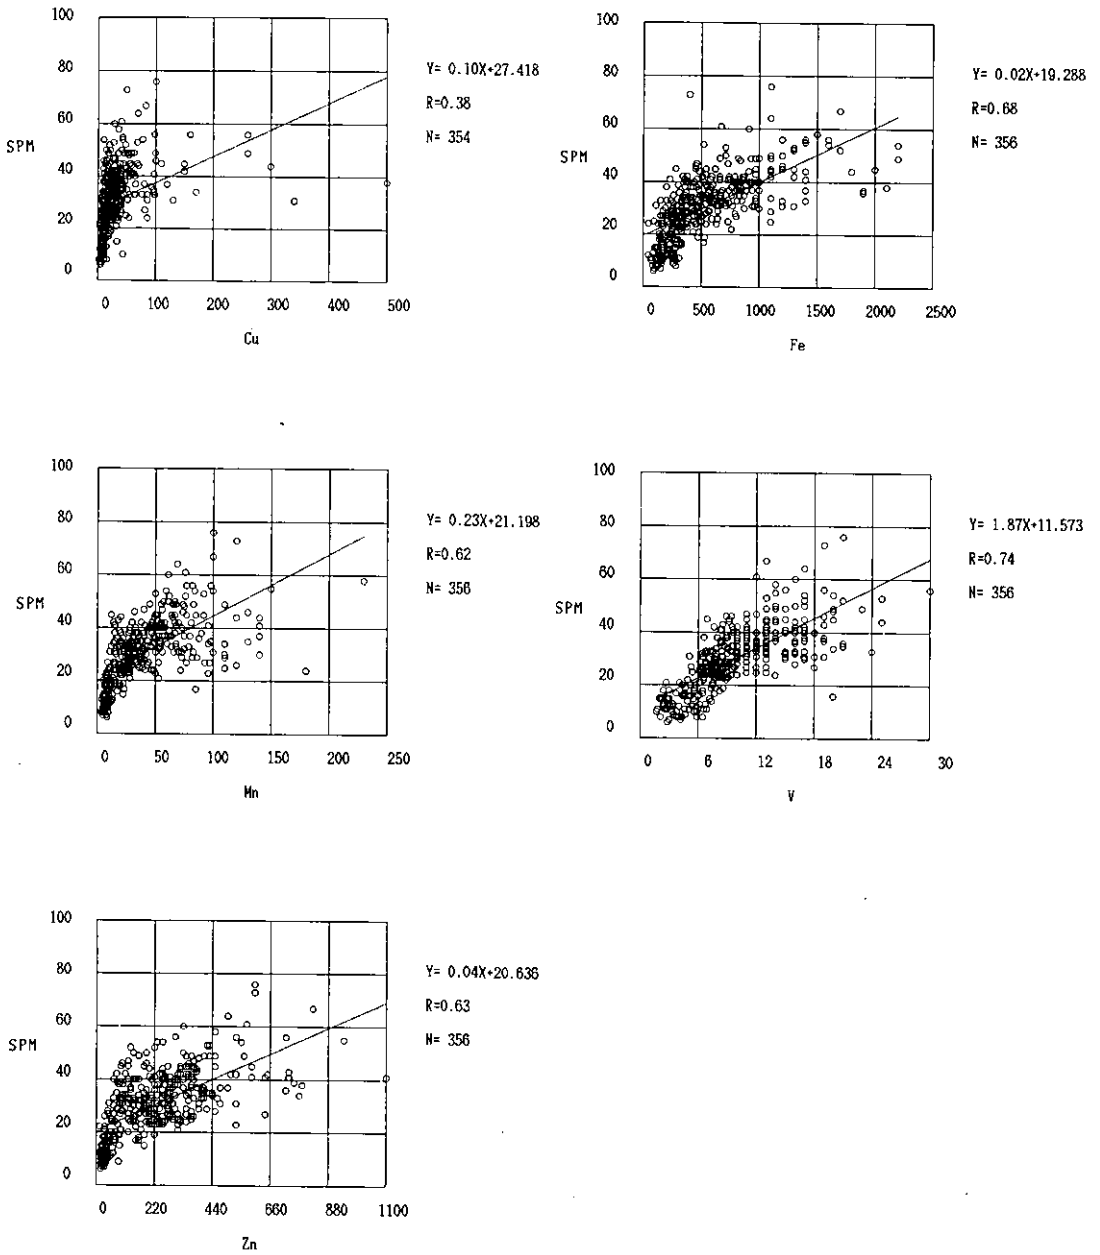 100
80
60
SPM
40
20
0
0 100 200 300 400 500
Cu
Y= 0.10X+27.418
R=0.38
N= 354
100
80
60
SPM
40
20
0
0 500 1000 1500 2000 2500
Fe
Y= 0.02X+19.288
R=0.68
N= 356
100
80
60
SPM
40
20
0
0 50 100 150 200 250
Mn
Y= 0.23X+21.198
R=0.62
N= 356
100
80
60
SPM
40
20
0
0 6 12 18 24 30
V
Y= 1.87X+11.573
R=0.74
N= 356
100
80
60
SPM
40
20
0
0 220 440 660 880 1100
Zn
Y= 0.04X+20.636
R=0.63
N= 356